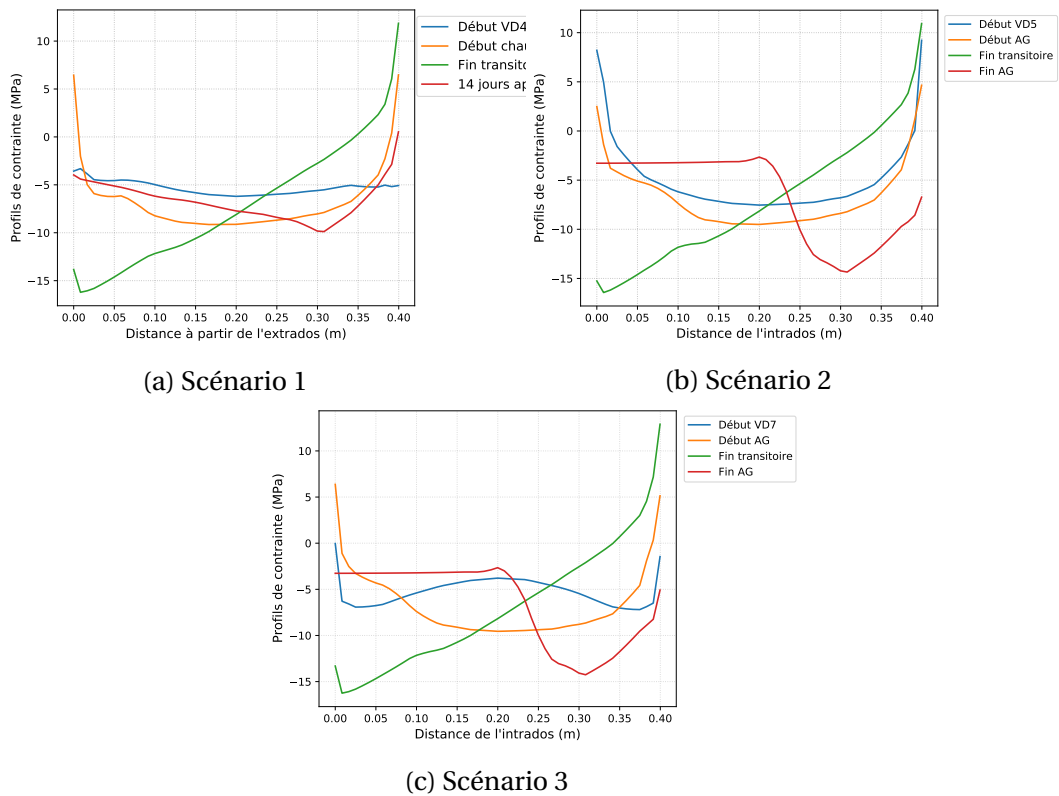 Profils de contrainte (MPa)
10
5
0
−5
−10
−15
0.00 0.05 0.10 0.15 0.20 0.25 0.30 0.35 0.40
Distance à partir de l'extrados (m)
Début VD4
Début
Fin
14 jours
(a) Scénario 1
Profils de contrainte (MPa)
10
5
0
−5
−10
−15
0.00 0.05 0.10 0.15 0.20 0.25 0.30 0.35 0.40
Distance de l'intrados (m)
Début VD5
Début AG
Fin transitoire
Fin AG
(b) Scénario 2
Profils de contrainte (MPa)
10
5
0
−5
−10
−15
0.00 0.05 0.10 0.15 0.20 0.25 0.30 0.35 0.40
Distance de l'intrados (m)
Début VD7
Début AG
Fin transitoire
Fin AG
(c) Scénario 3